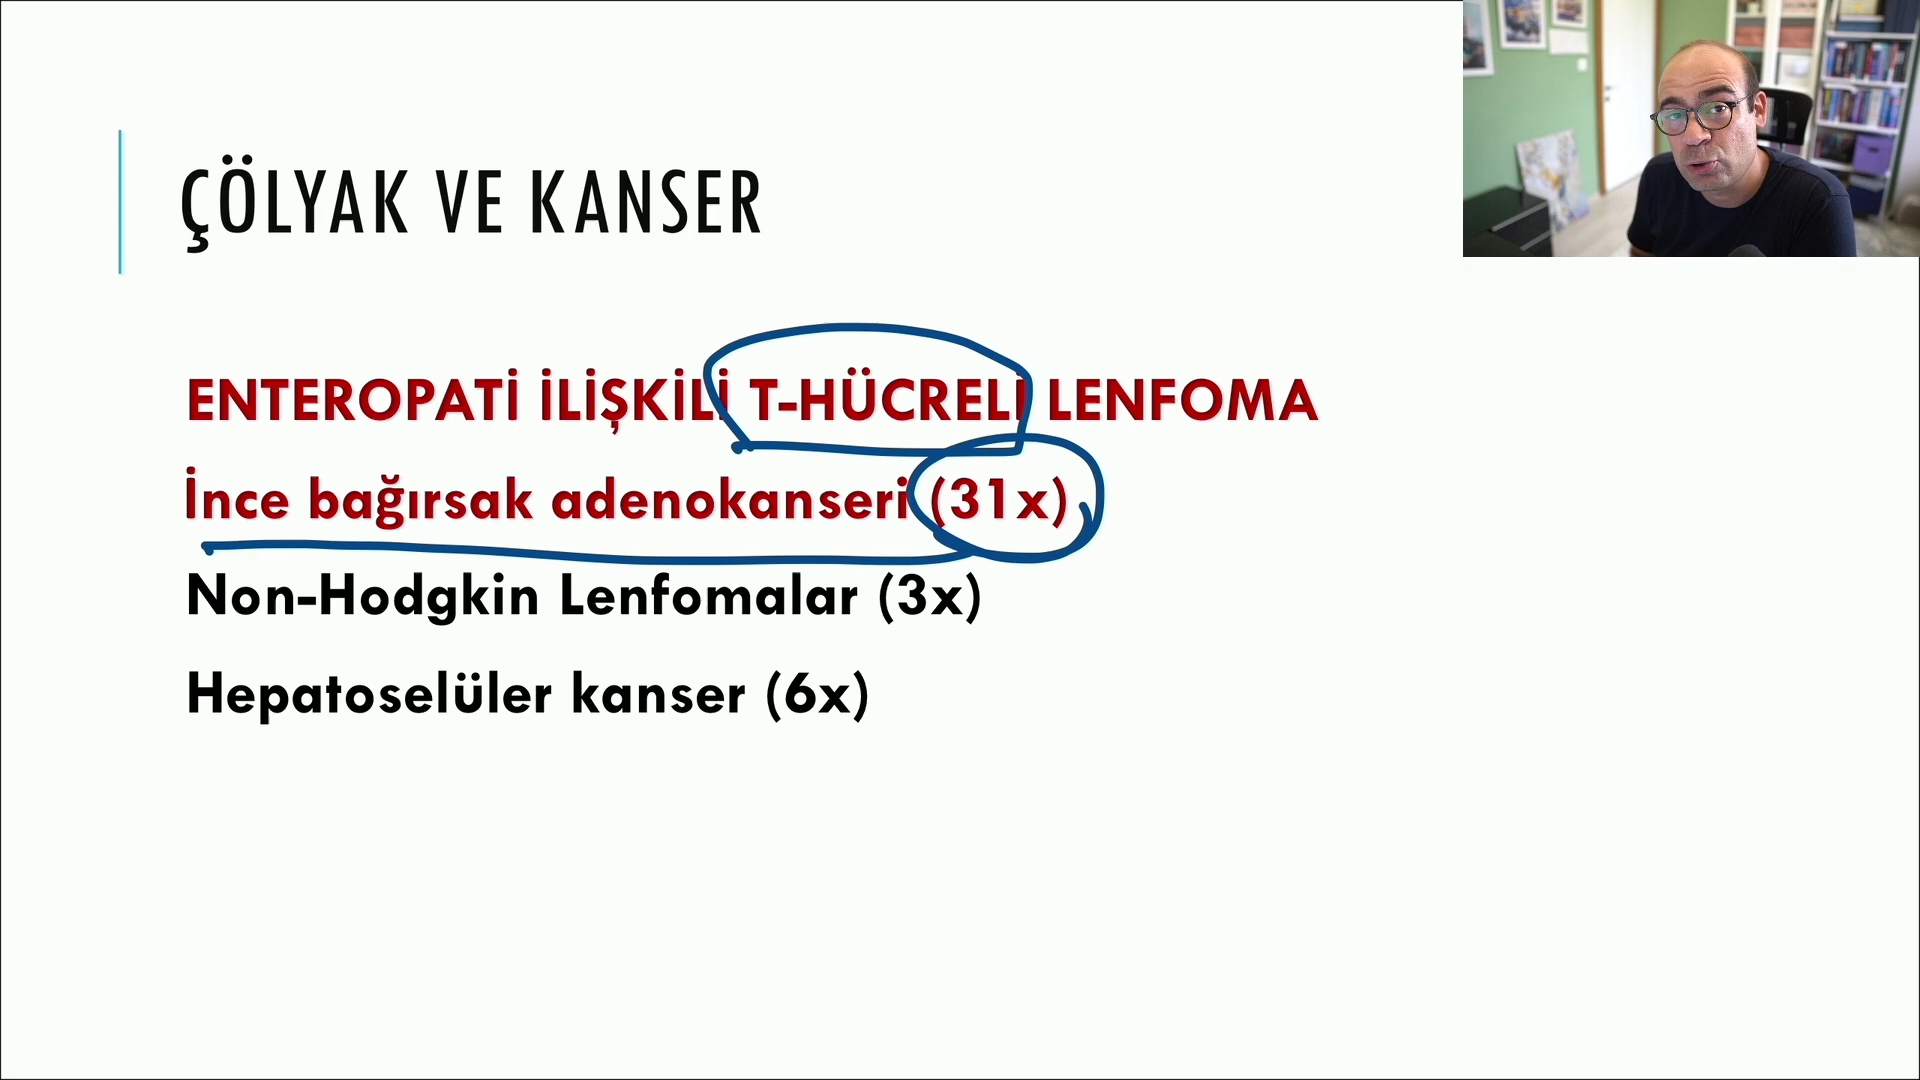 ÇÖLYAK VE KANSER
ENTEROPATİ İLİŞKİLİ T-HÜCRELİ LENFOMA
İnce bağırsak adenokanseri (31x)
Non-Hodgkin Lenfomalar (3x)
Hepatoselüler kanser (6x)